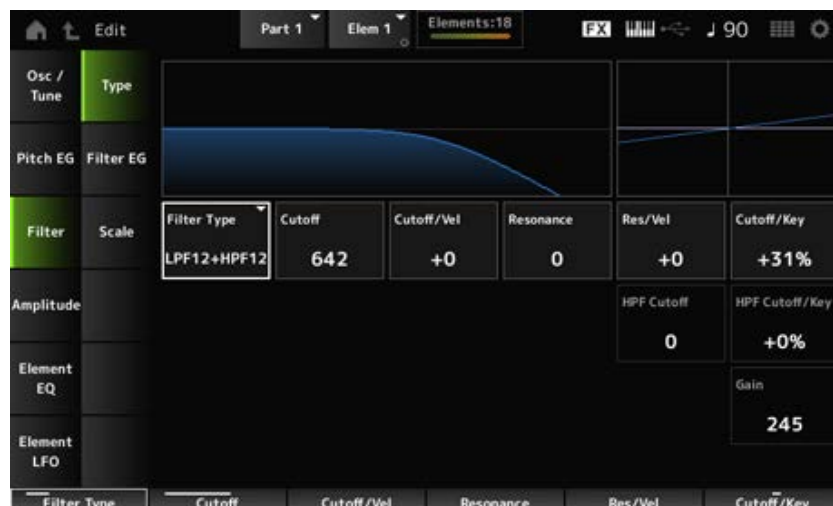 Edit
Part 1
Elem 1
Elements:18
FX
♩ 90
Osc /
Tune
Type
Pitch EG
Filter EG
Filter
Scale
Filter Type
Cutoff
Cutoff/Vel
Resonance
Res/Vel
Cutoff/Key
LPF12+HPF12
642
+0
0
+0
+31%
Amplitude
HPF Cutoff
HPF Cutoff/Key
0
+0%
Element
EQ
Gain
245
Element
LFO
Filter Type
Cutoff
Cutoff/Vel
Resonance
Res/Vel
Cutoff/Key